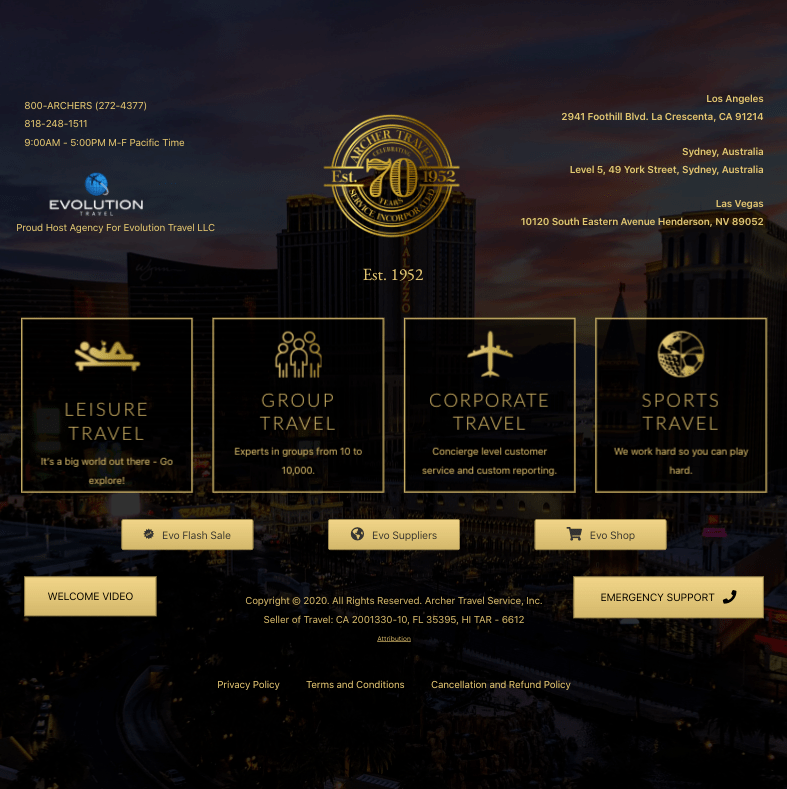 800-ARCHERS (272-4377)
818-248-1511
9:00AM - 5:00PM M-F Pacific Time
EVOLUTION
TRAVEL
Proud Host Agency For Evolution Travel LLC
ARCHER TRAVEL
CELEBRATING
Est. 70 1952
YEARS
SERVICE INCORPORATED
Est. 1952
Los Angeles
2941 Foothill Blvd. La Crescenta, CA 91214
Sydney, Australia
Level 5, 49 York Street, Sydney, Australia
Las Vegas
10120 South Eastern Avenue Henderson, NV 89052
wynn
PALAZZO
LEISURE
TRAVEL
It's a big world out there - Go
explore!
GROUP
TRAVEL
Experts in groups from 10 to
10,000.
CORPORATE
TRAVEL
Concierge level customer
service and custom reporting.
SPORTS
TRAVEL
We work hard so you can play
hard.
MIRAGE
Evo Flash Sale
Evo Suppliers
Evo Shop
WELCOME VIDEO
Copyright © 2020. All Rights Reserved. Archer Travel Service, Inc.
Seller of Travel: CA 2001330-10, FL 35395, HI TAR - 6612
Attribution
EMERGENCY SUPPORT
Privacy Policy
Terms and Conditions
Cancellation and Refund Policy